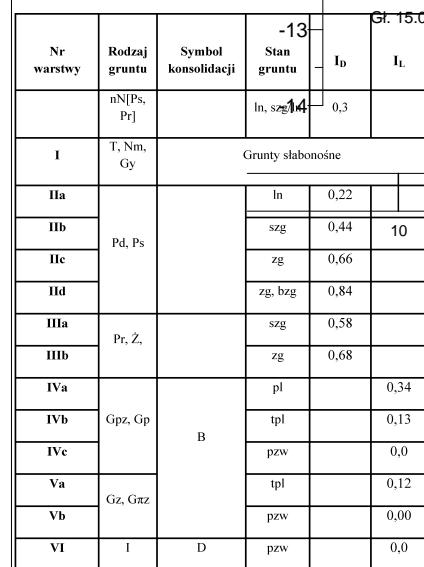 -13
Gł. 15.0
Nr warstwy Rodzaj gruntu Symbol konsolidacji Stan gruntu I_D I_L
nN[Ps, Pr] ln, szg/ -14 0,3
I T, Nm, Gy Grunty słabonośne
IIa Pd, Ps ln 0,22
IIb szg 0,44 10
IIc zg 0,66
IId zg, bzg 0,84
IIIa Pr, Ż, szg 0,58
IIIb zg 0,68
IVa Gpz, Gp B pl 0,34
IVb tpl 0,13
IVc pzw 0,0
Va Gz, Gπz tpl 0,12
Vb pzw 0,00
VI I D pzw 0,0